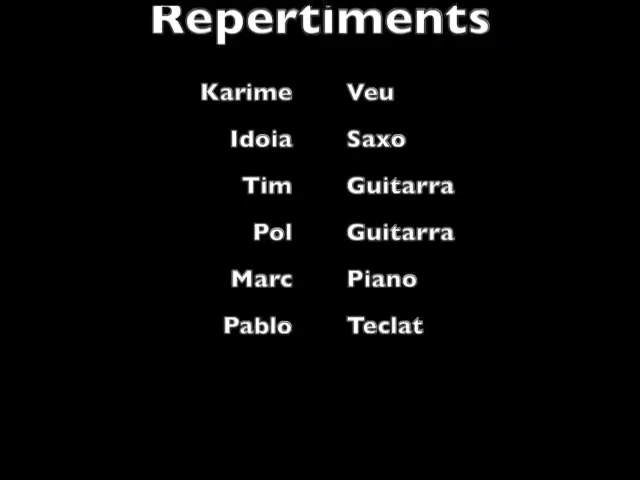 Repertiments
Karime Veu
Idoia Saxo
Tim Guitarra
Pol Guitarra
Marc Piano
Pablo Teclat